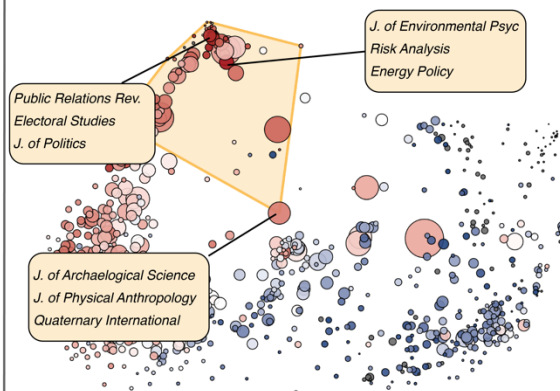 J. of Environmental Psyc
Risk Analysis
Energy Policy
Public Relations Rev.
Electoral Studies
J. of Politics
J. of Archaelogical Science
J. of Physical Anthropology
Quaternary International